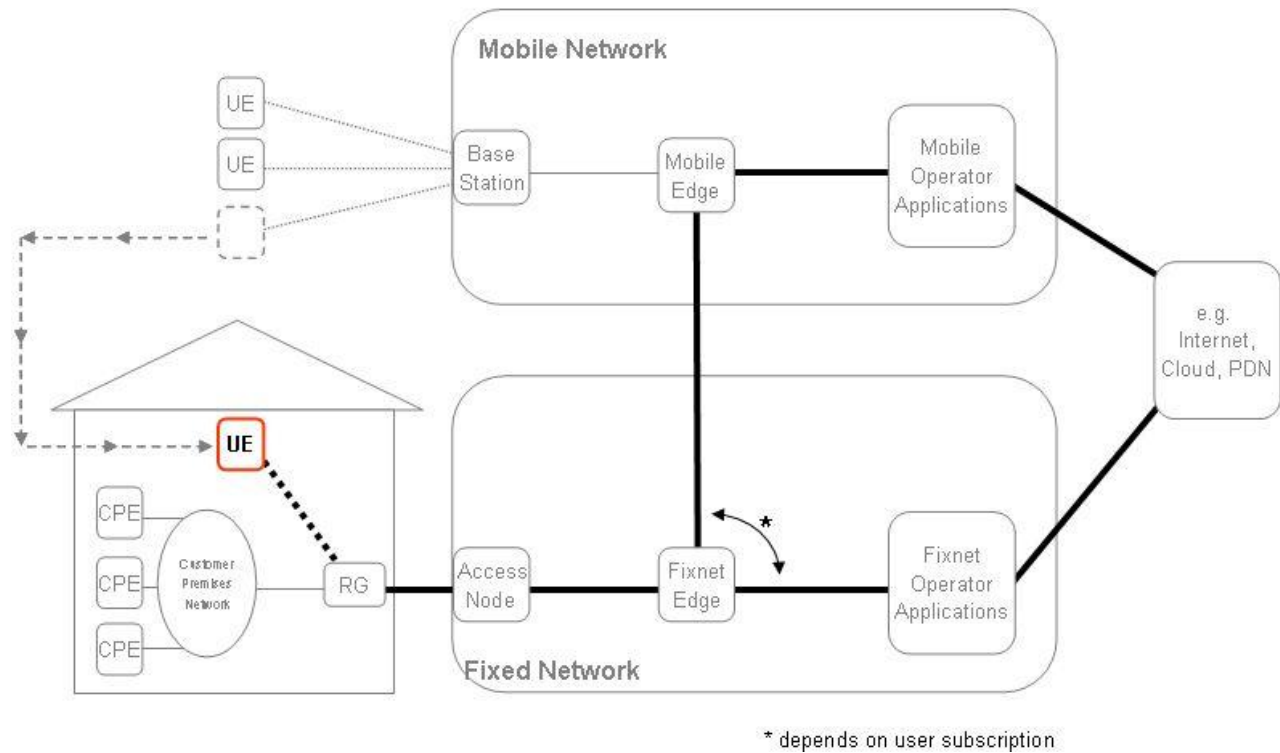 Mobile Network
UE
UE
Base
Station
Mobile
Edge
Mobile
Operator
Applications
e.g.
Internet,
Cloud, PDN
UE
CPE
CPE
CPE
Customer
Premises
Network
RG
Access
Node
Fixnet
Edge
*
Fixnet
Operator
Applications
Fixed Network
* depends on user subscription